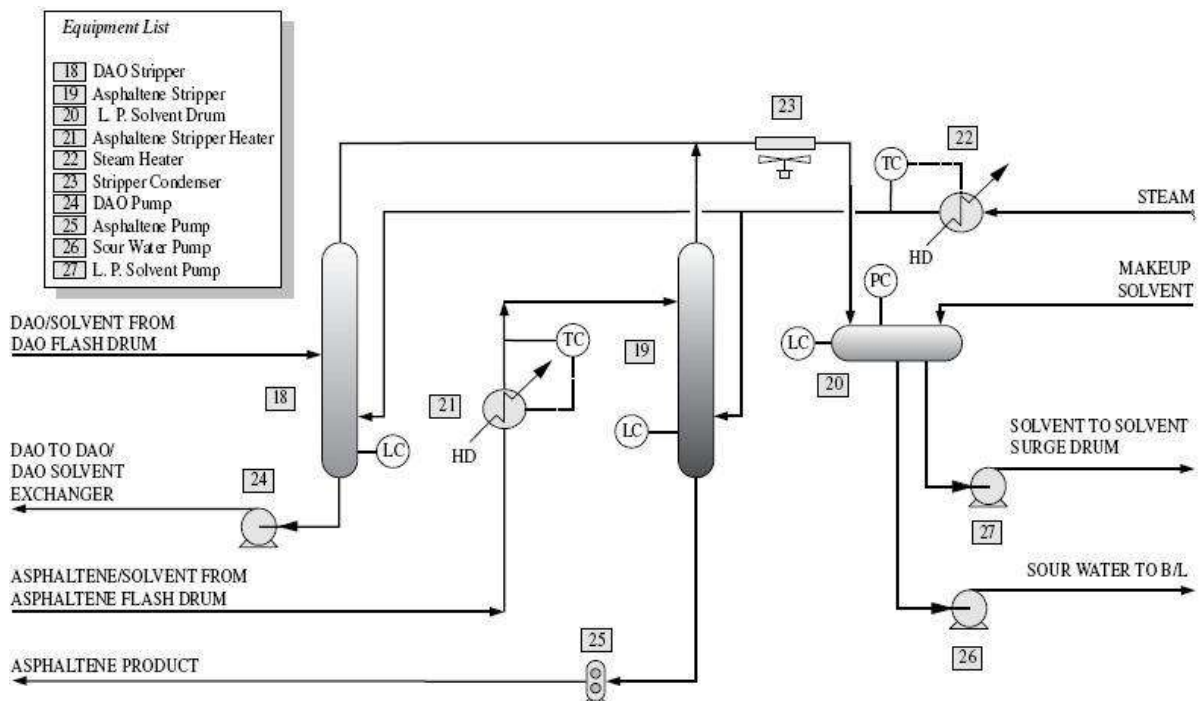 Equipment List
18 DAO Stripper
19 Asphaltene Stripper
20 L. P. Solvent Drum
21 Asphaltene Stripper Heater
22 Steam Heater
23 Stripper Condenser
24 DAO Pump
25 Asphaltene Pump
26 Sour Water Pump
27 L. P. Solvent Pump
23
22
TC
STEAM
HD
MAKEUP
SOLVENT
PC
DAO/SOLVENT FROM
DAO FLASH DRUM
TC
19
LC
20
18
21
HD
LC
LC
SOLVENT TO SOLVENT
SURGE DRUM
DAO TO DAO/
DAO SOLVENT
EXCHANGER
24
27
ASPHALTENE/SOLVENT FROM
ASPHALTENE FLASH DRUM
SOUR WATER TO B/L
25
26
ASPHALTENE PRODUCT